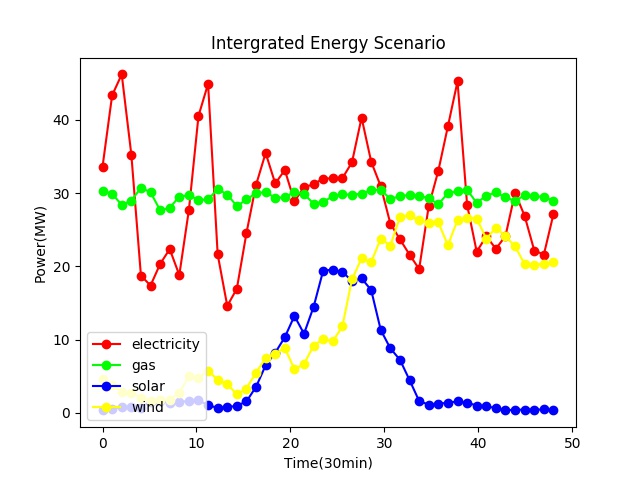 Intergrated Energy Scenario
Power(MW)
40
30
20
10
0
electricity
gas
solar
wind
0 10 20 30 40 50
Time(30min)